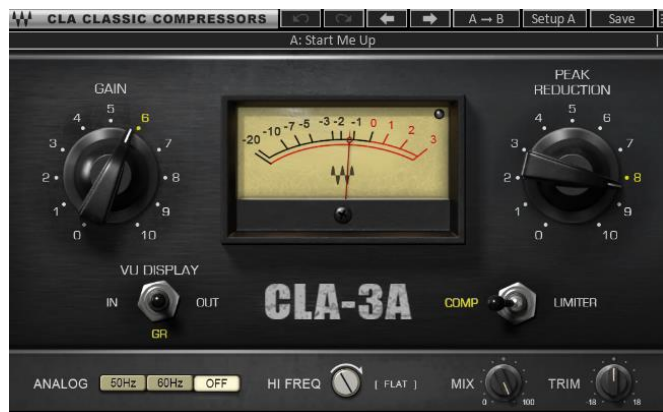 CLA CLASSIC COMPRESSORS A → B Setup A Save
A: Start Me Up
GAIN
0 1 2 3 4 5 6 7 8 9 10
-20 -10 -7 -5 -3 -2 -1 0 1 2 3
PEAK
REDUCTION
0 1 2 3 4 5 6 7 8 9 10
VU DISPLAY
IN OUT
GR
CLA-3A
COMP LIMITER
ANALOG 50Hz 60Hz OFF HI FREQ [ FLAT ] MIX 0 100 TRIM -18 18